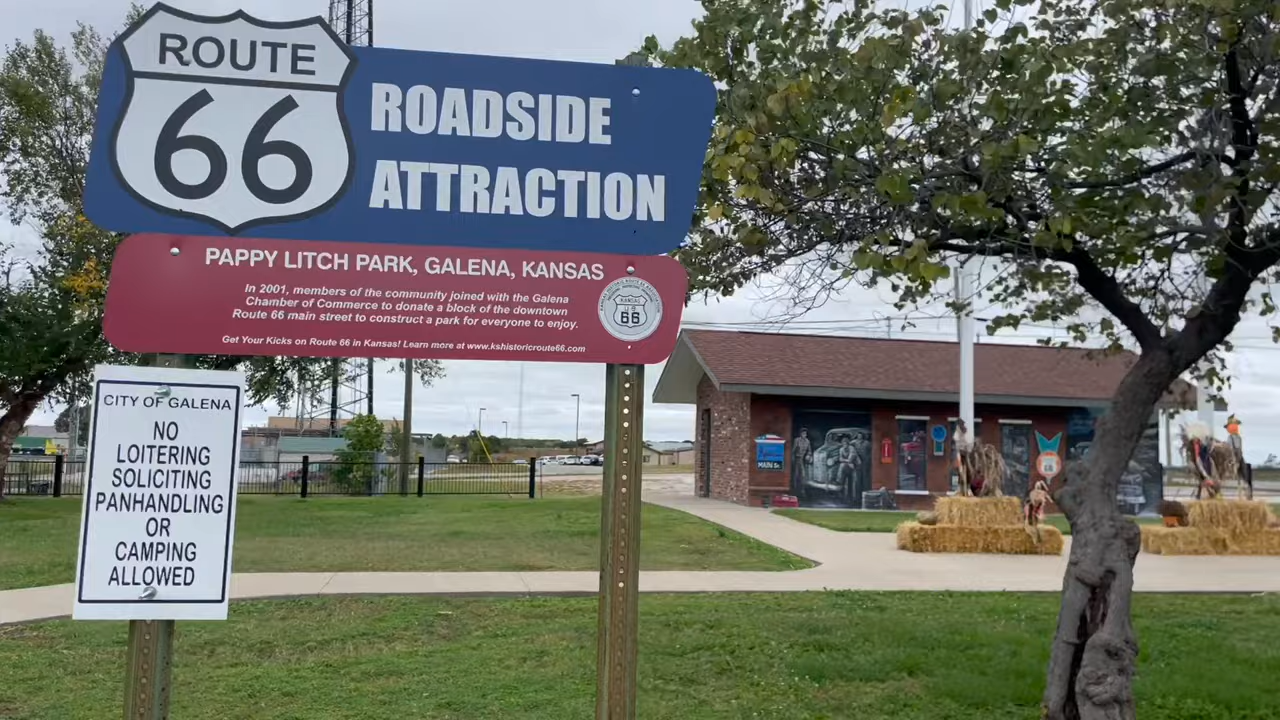 ROUTE
66
ROADSIDE
ATTRACTION
PAPPY LITCH PARK, GALENA, KANSAS
In 2001, members of the community joined with the Galena
Chamber of Commerce to donate a block of the downtown
Route 66 main street to construct a park for everyone to enjoy.
Get Your Kicks on Route 66 in Kansas! Learn more at www.kshistoricroute66.com
KANSAS
US
66
CITY OF GALENA
NO
LOITERING
SOLICITING
PANHANDLING
OR
CAMPING
ALLOWED
MAIN St
66